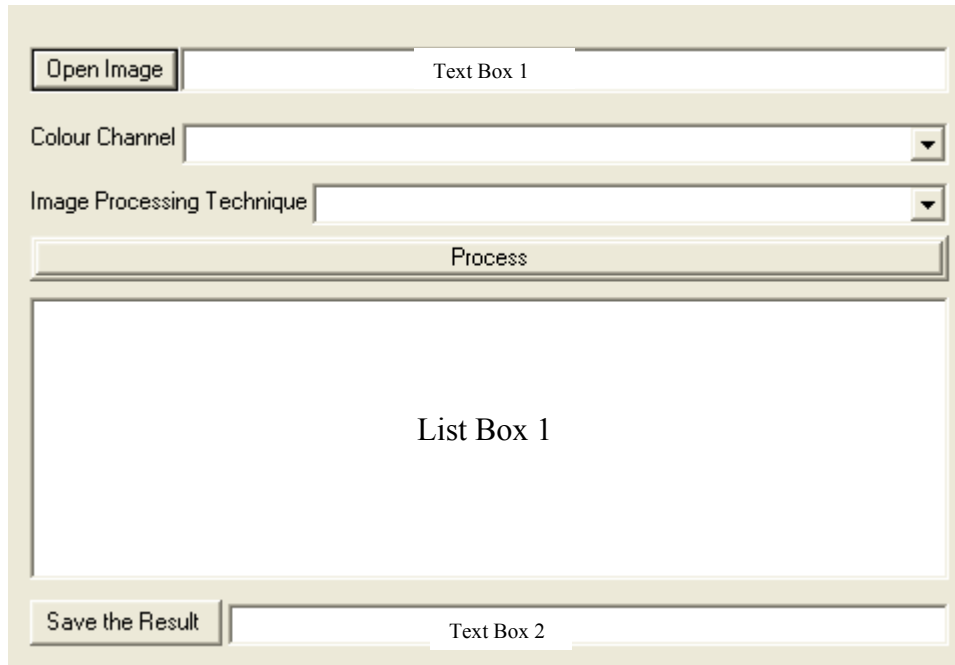 Open Image Text Box 1
Colour Channel
Image Processing Technique
Process
List Box 1
Save the Result Text Box 2